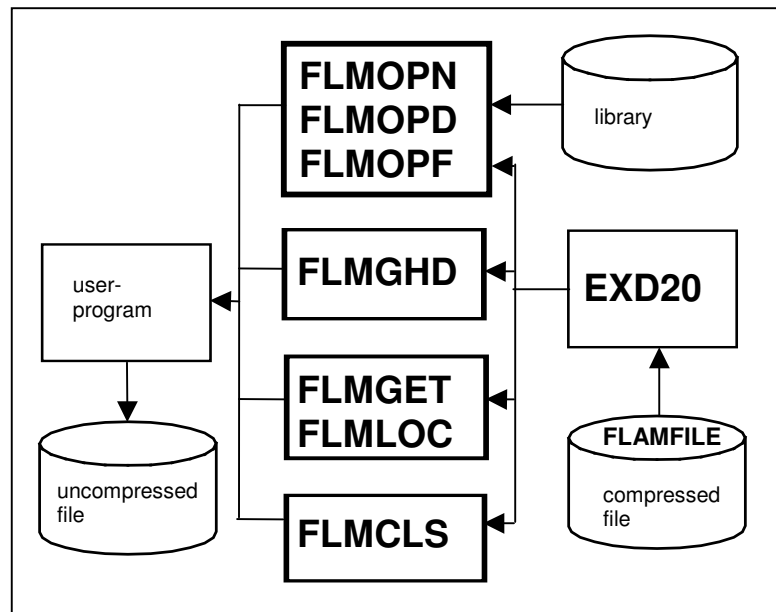 FLMOPN
FLMOPD
FLMOPF
library
user-
program
FLMGHD
EXD20
FLMGET
FLMLOC
FLAMFILE
compressed
file
uncompressed
file
FLMCLS